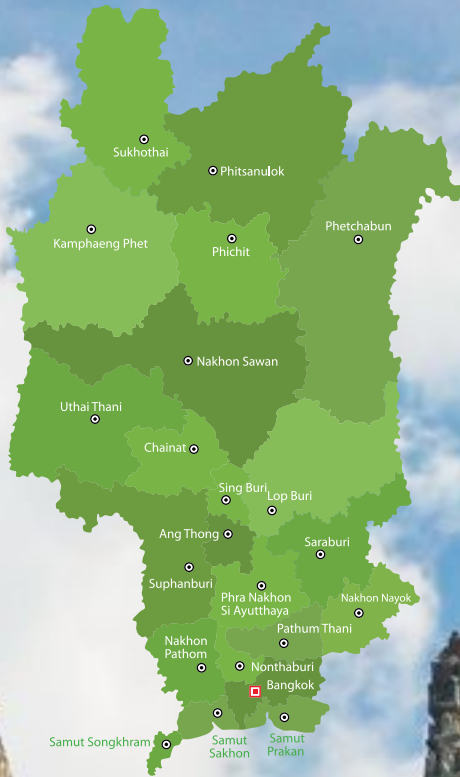 Sukhothai
Phitsanulok
Phetchabun
Kamphaeng Phet
Phichit
Nakhon Sawan
Uthai Thani
Chainat
Sing Buri
Lop Buri
Ang Thong
Saraburi
Suphanburi
Phra Nakhon
Si Ayutthaya
Nakhon Nayok
Pathum Thani
Nakhon
Pathom
Nonthaburi
Bangkok
Samut Songkhram
Samut
Sakhon
Samut
Prakan